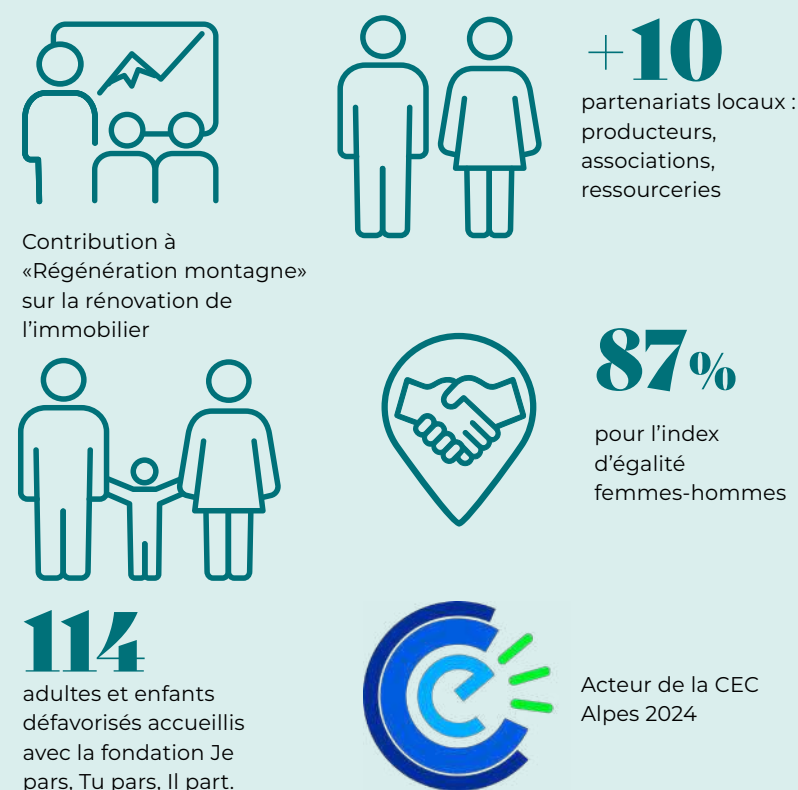 Contribution à
«Régénération montagne»
sur la rénovation de
l’immobilier
+10
partenariats locaux :
producteurs,
associations,
ressourceries
87%
pour l’index
d’égalité
femmes-hommes
114
adultes et enfants
défavorisés accueillis
avec la fondation Je
pars, Tu pars, Il part.
Acteur de la CEC
Alpes 2024